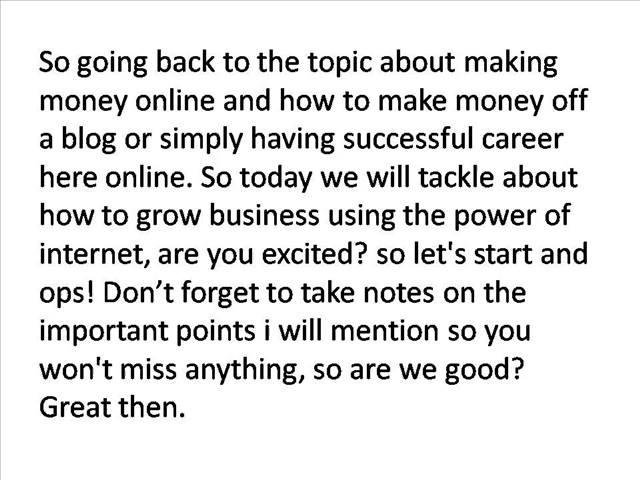 So going back to the topic about making
money online and how to make money off
a blog or simply having successful career
here online. So today we will tackle about
how to grow business using the power of
internet, are you excited? so let's start and
ops! Don’t forget to take notes on the
important points i will mention so you
won't miss anything, so are we good?
Great then.